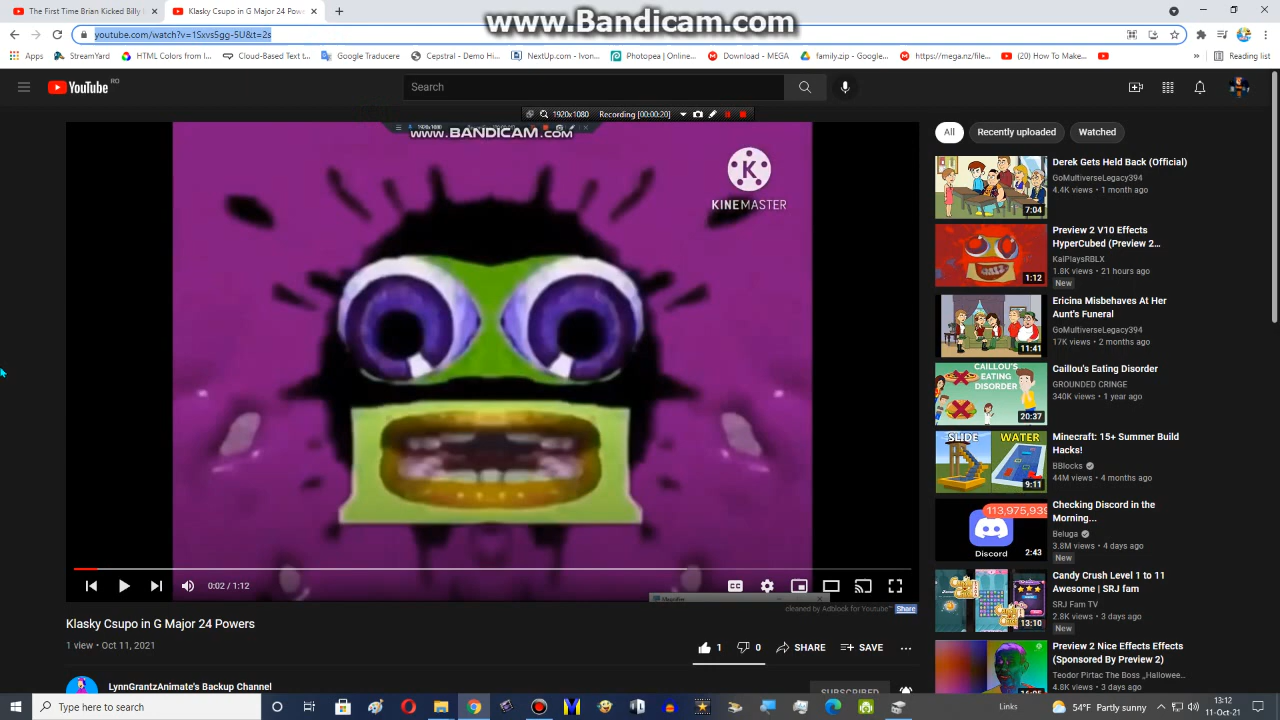 www.Bandicam.com
The First Time Brian Kicked Billy
Klasky Csupo in G Major 24 Powers
youtube.com/watch?v=1Sxvs5gg-5U&t=2s
StreamYard
HTML Colors from I...
Cloud-Based Text t...
Google Traducere
Cepstral - Demo Hi...
NextUp.com - Ivon...
Photopea | Online...
Download - MEGA
family.zip - Google...
https://mega.nz/file...
(20) How To Make...
»
Reading list
YouTube RO
Search
1920x1080 Recording [00:00:20]
WWW.BANDICAM.COM
K
KINEMASTER
0:02 / 1:12
CC
cleaned by Adblock for Youtube™ Share
Klasky Csupo in G Major 24 Powers
1 view • Oct 11, 2021
1
0
SHARE
SAVE
LynnGrantzAnimate's Backup Channel
SUBSCRIBED
All
Recently uploaded
Watched
Derek Gets Held Back (Official)
GoMultiverseLegacy394
4.4K views • 1 month ago
7:04
Preview 2 V10 Effects
HyperCubed (Preview 2...
KaiPlaysRBLX
1.8K views • 21 hours ago
New
1:12
Ericina Misbehaves At Her
Aunt's Funeral
GoMultiverseLegacy394
17K views • 2 months ago
11:41
CAILLOU'S
EATING
DISORDER
20:37
Caillou's Eating Disorder
GROUNDED CRINGE
340K views • 1 year ago
SLIDE
WATER
9:11
Minecraft: 15+ Summer Build
Hacks!
BBlocks
44M views • 4 months ago
113,975,939
Discord
2:43
Checking Discord in the
Morning...
Beluga
3.8M views • 4 days ago
New
13:10
Candy Crush Level 1 to 11
Awesome | SRJ fam
SRJ Fam TV
2.8K views • 3 days ago
New
Preview 2 Nice Effects Effects
(Sponsored By Preview 2)
Teodor Pirtac The Boss _Hallowee...
4.8K views • 3 days ago
Type here to search
Links
54°F Partly sunny
13:12
11-Oct-21